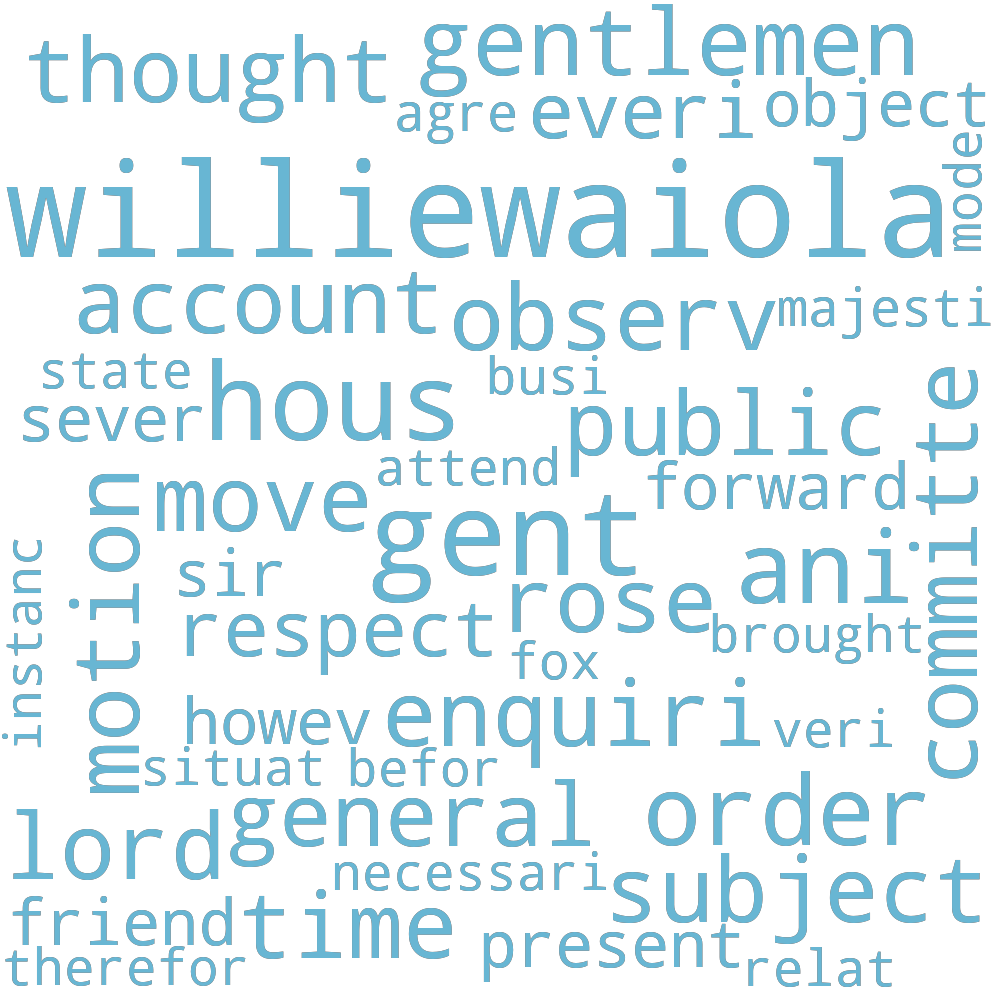 thought gentlemen
agre everi object
mode
williewaiola
account observ majesti
state hous busi
sever public
committe
attend
move forward
motion gent
instanc
sir rose ani
respect brought
fox
howev enquiri veri
situat befor
general order
lord
necessari subject
friend time present
therefor relat